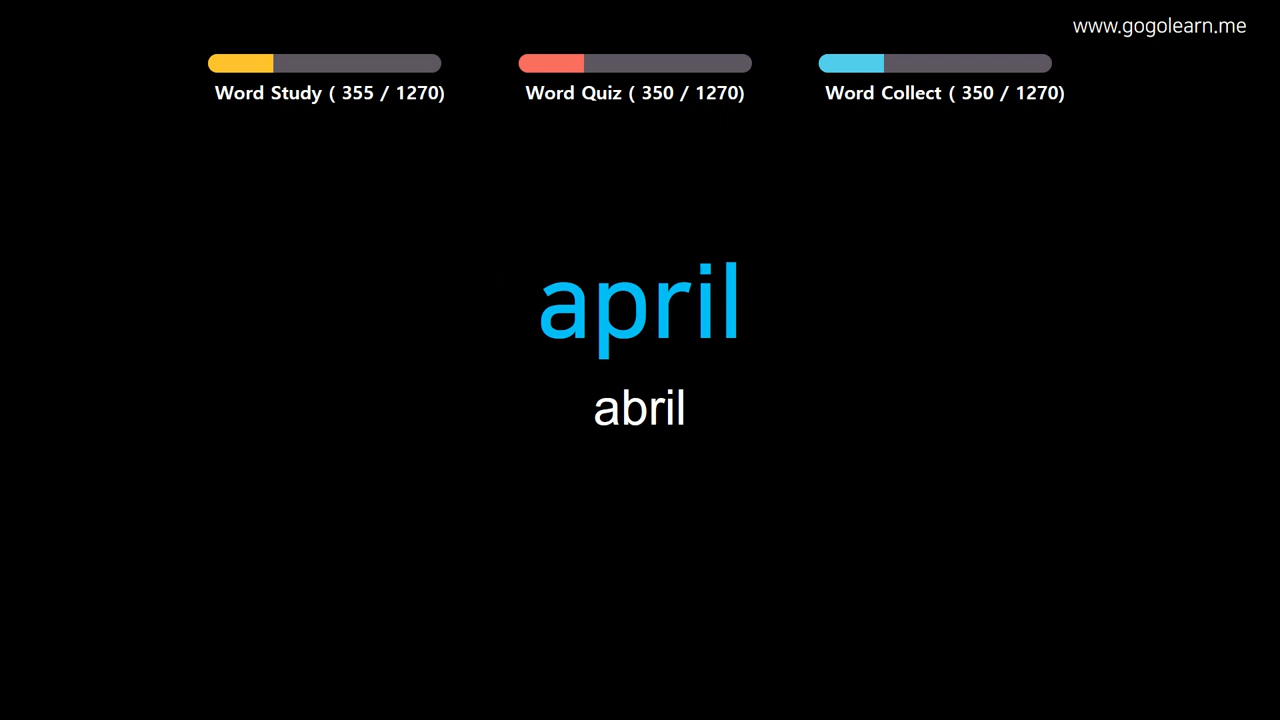 www.gogolearn.me
Word Study ( 355 / 1270)
Word Quiz ( 350 / 1270)
Word Collect ( 350 / 1270)
april
abril